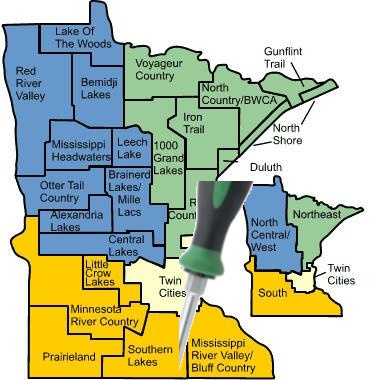 Lake Of
The Woods
Voyageur
Country
Gunflint
Trail
Red
River
Valley
Bemidji
Lakes
North
Country/BWCA
Iron
Trail
North
Shore
Mississippi
Headwaters
Leech
Lake
1000
Grand
Lakes
Duluth
Otter Tail
Country
Brainerd
Lakes/
Mille
Lacs
Alexandria
Lakes
Central
Lakes
Northeast
North
Central/
West
Little
Crow
Lakes
Twin
Cities
Twin
Cities
South
Minnesota
River Country
Prairieland
Southern
Lakes
Mississippi
River Valley/
Bluff Country